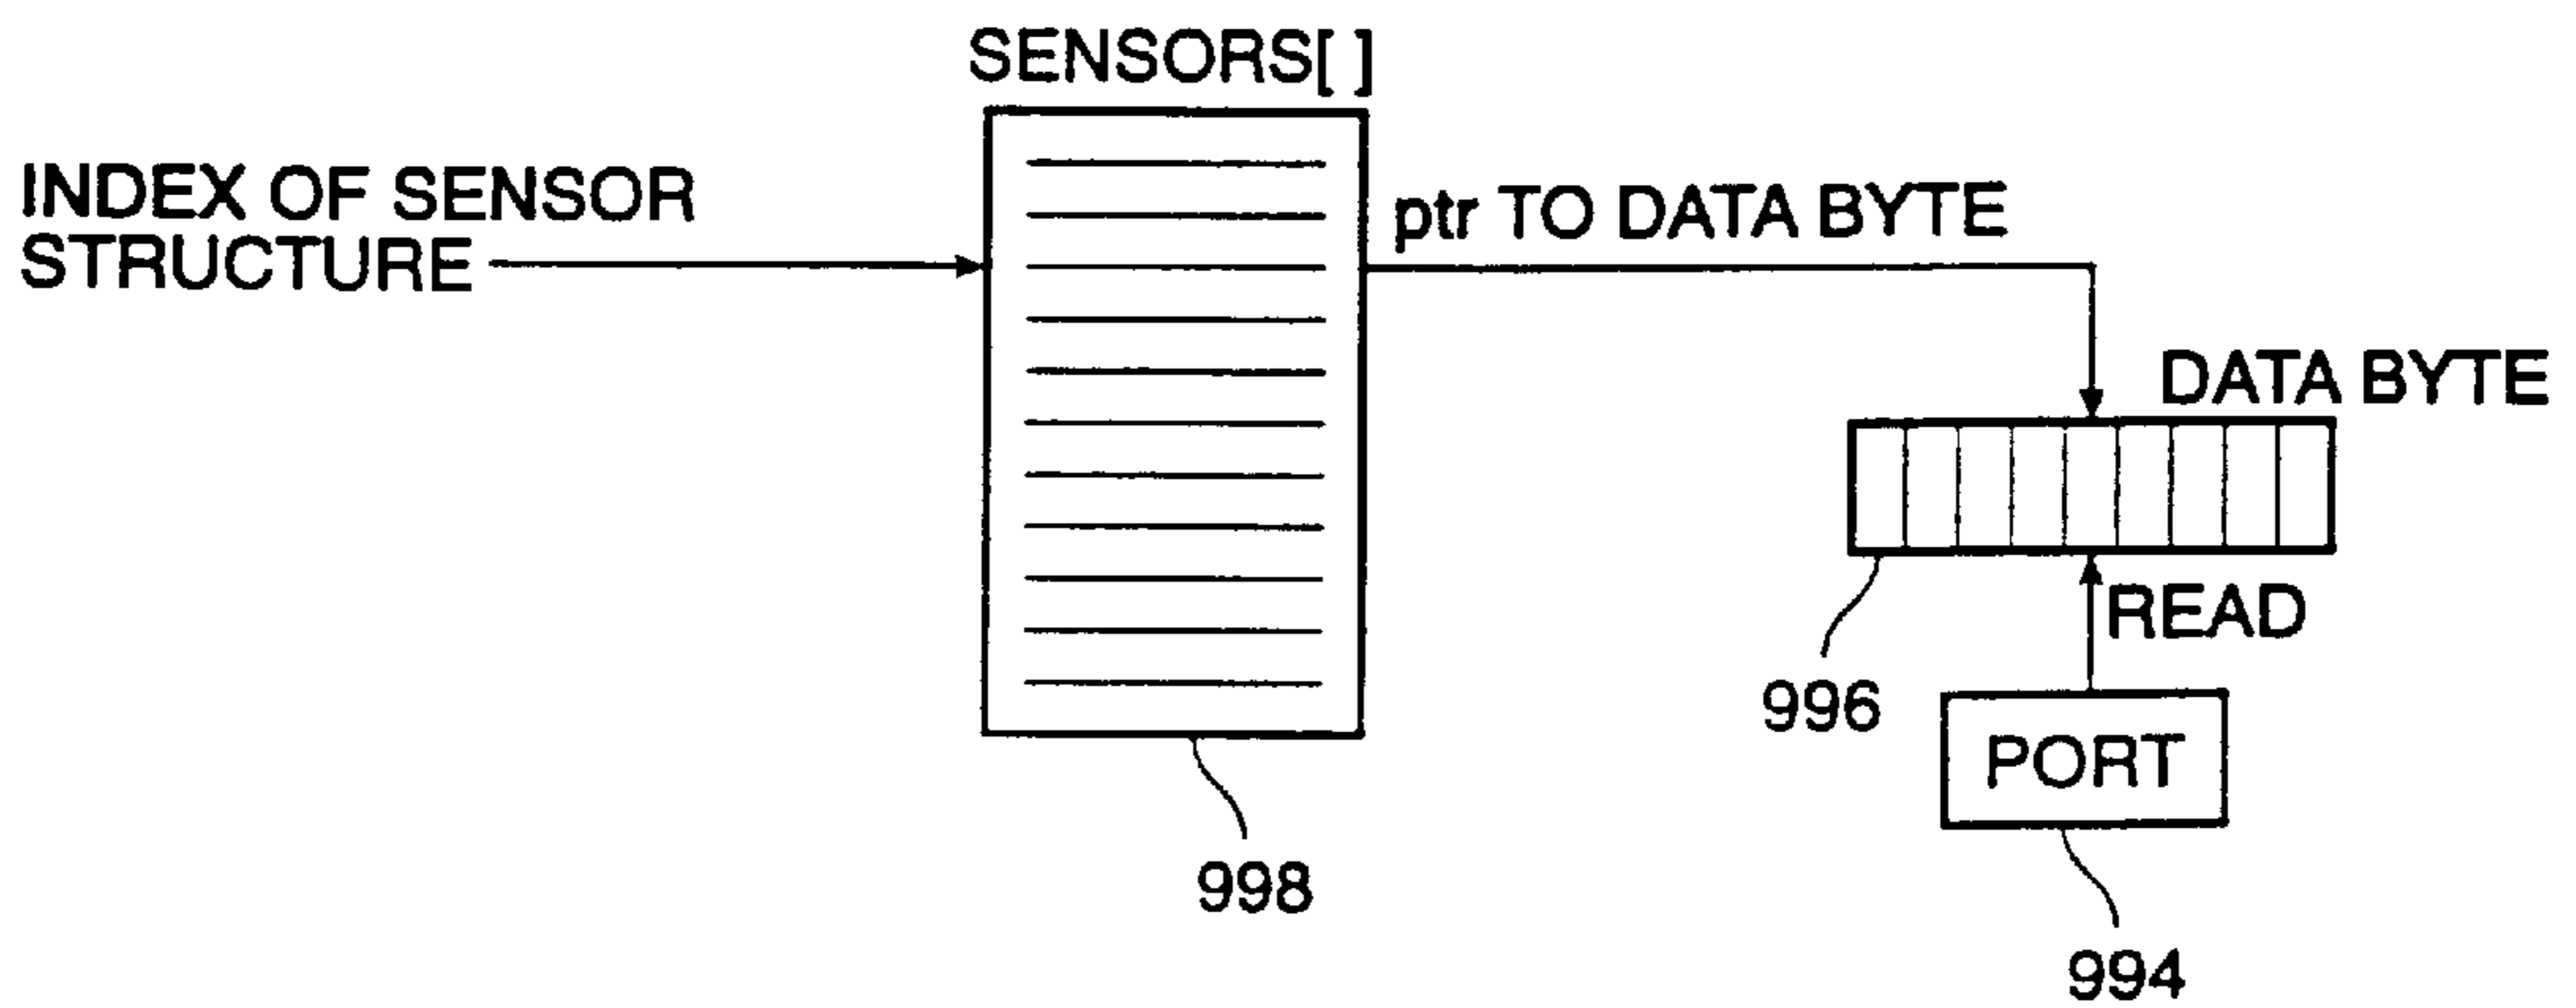 SENSORS[ ]
INDEX OF SENSOR
STRUCTURE
ptr TO DATA BYTE
DATA BYTE
READ
996
PORT
998
994